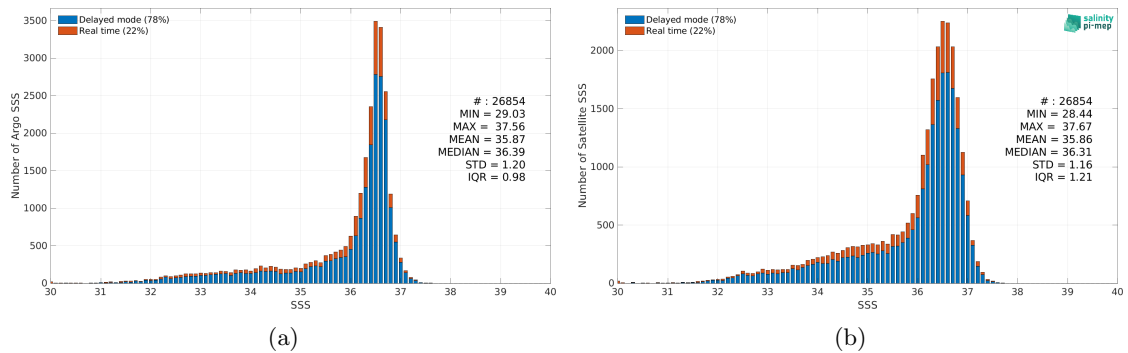 Delayed mode (78%)
Real time (22%)
3500
3000
2500
2000
1500
1000
500
0
Number of Argo SSS
# : 26854
MIN = 29.03
MAX = 37.56
MEAN = 35.87
MEDIAN = 36.39
STD = 1.20
IQR = 0.98
30 31 32 33 34 35 36 37 38 39 40
SSS
(a)
Delayed mode (78%)
Real time (22%)
salinity
pi-mep
2000
1500
1000
500
0
Number of Satellite SSS
# : 26854
MIN = 28.44
MAX = 37.67
MEAN = 35.86
MEDIAN = 36.31
STD = 1.16
IQR = 1.21
30 31 32 33 34 35 36 37 38 39 40
SSS
(b)